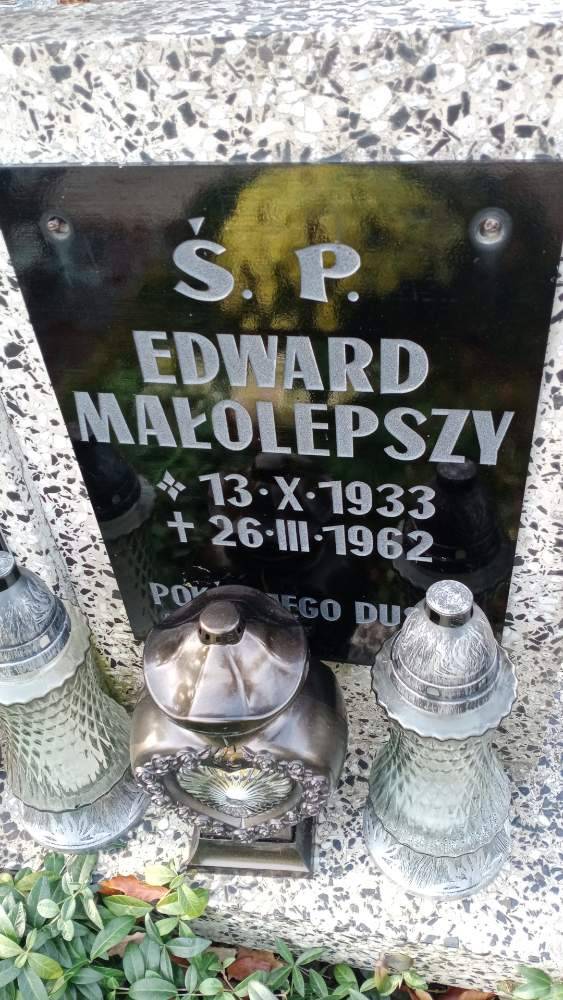 Ś. P.
EDWARD
MAŁOLEPSZY
13·X·1933
26·III·1962